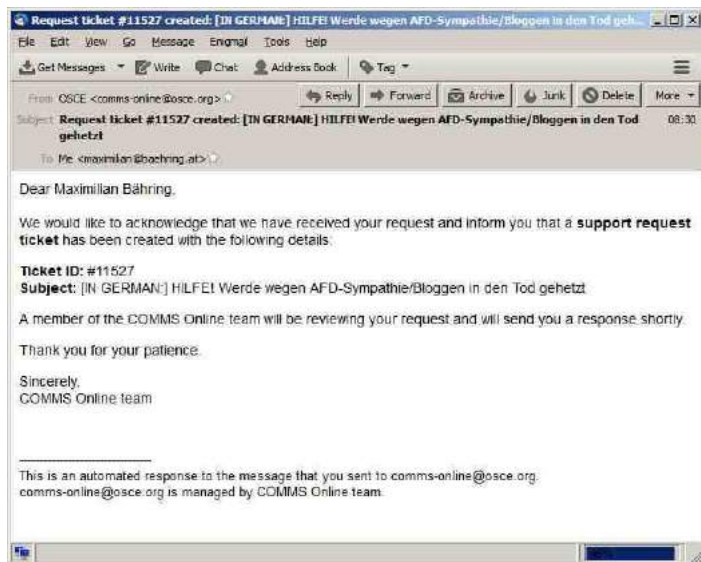 Request ticket #11527 created: [IN GERMAN:] HILFE! Werde wegen AFD-Sympathie/Bloggen in den Tod geh...
File Edit View Go Message Enigmail Tools Help
Get Messages Write Chat Address Book Tag
From OSCE <comms-online@osce.org> Reply Forward Archive Junk Delete More
Subject Request ticket #11527 created: [IN GERMAN:] HILFE! Werde wegen AFD-Sympathie/Bloggen in den Tod 08:30
gehetzt
To Me <maximilian@baehring.at>
Dear Maximilian Bähring,
We would like to acknowledge that we have received your request and inform you that a support request
ticket has been created with the following details:
Ticket ID: #11527
Subject: [IN GERMAN:] HILFE! Werde wegen AFD-Sympathie/Bloggen in den Tod gehetzt
A member of the COMMS Online team will be reviewing your request and will send you a response shortly.
Thank you for your patience.
Sincerely,
COMMS Online team
This is an automated response to the message that you sent to comms-online@osce.org.
comms-online@osce.org is managed by COMMS Online team.